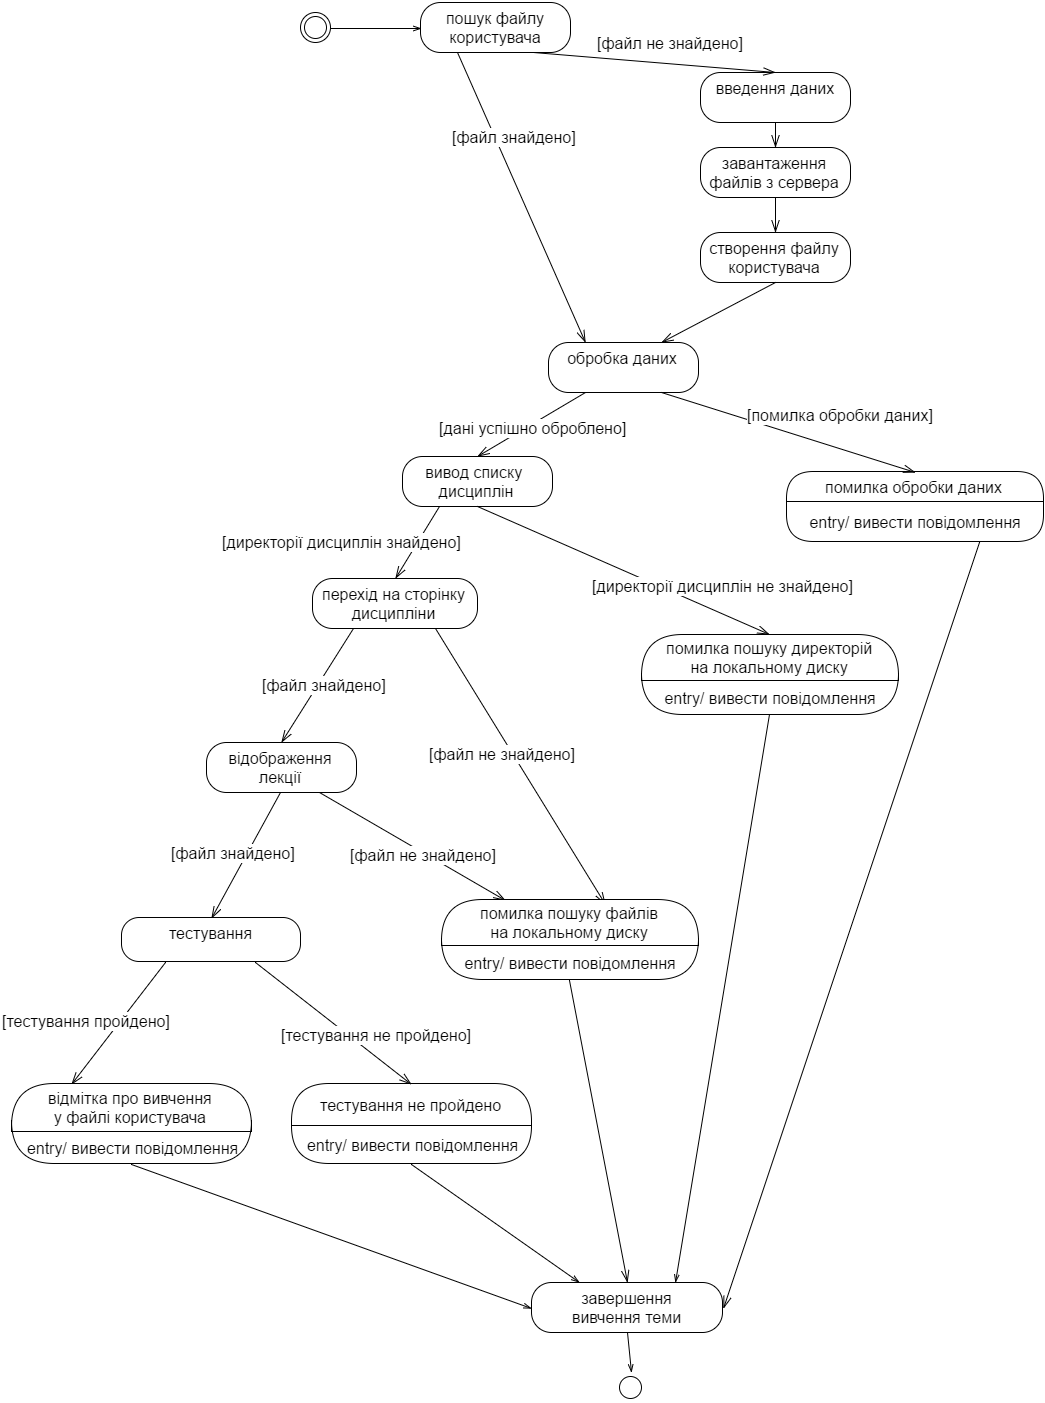 пошук файлу
користувача
[файл не знайдено]
введення даних
[файл знайдено]
завантаження
файлів з сервера
створення файлу
користувача
обробка даних
[помилка обробки даних]
[дані успішно оброблено]
вивод списку
дисциплін
помилка обробки даних
entry/ вивести повідомлення
[директорії дисциплін знайдено]
[директорії дисциплін не знайдено]
перехід на сторінку
дисципліни
помилка пошуку директорій
на локальному диску
entry/ вивести повідомлення
[файл знайдено]
[файл не знайдено]
відображення
лекції
[файл знайдено]
[файл не знайдено]
помилка пошуку файлів
на локальному диску
entry/ вивести повідомлення
тестування
[тестування пройдено]
[тестування не пройдено]
відмітка про вивчення
у файлі користувача
entry/ вивести повідомлення
тестування не пройдено
entry/ вивести повідомлення
завершення
вивчення теми